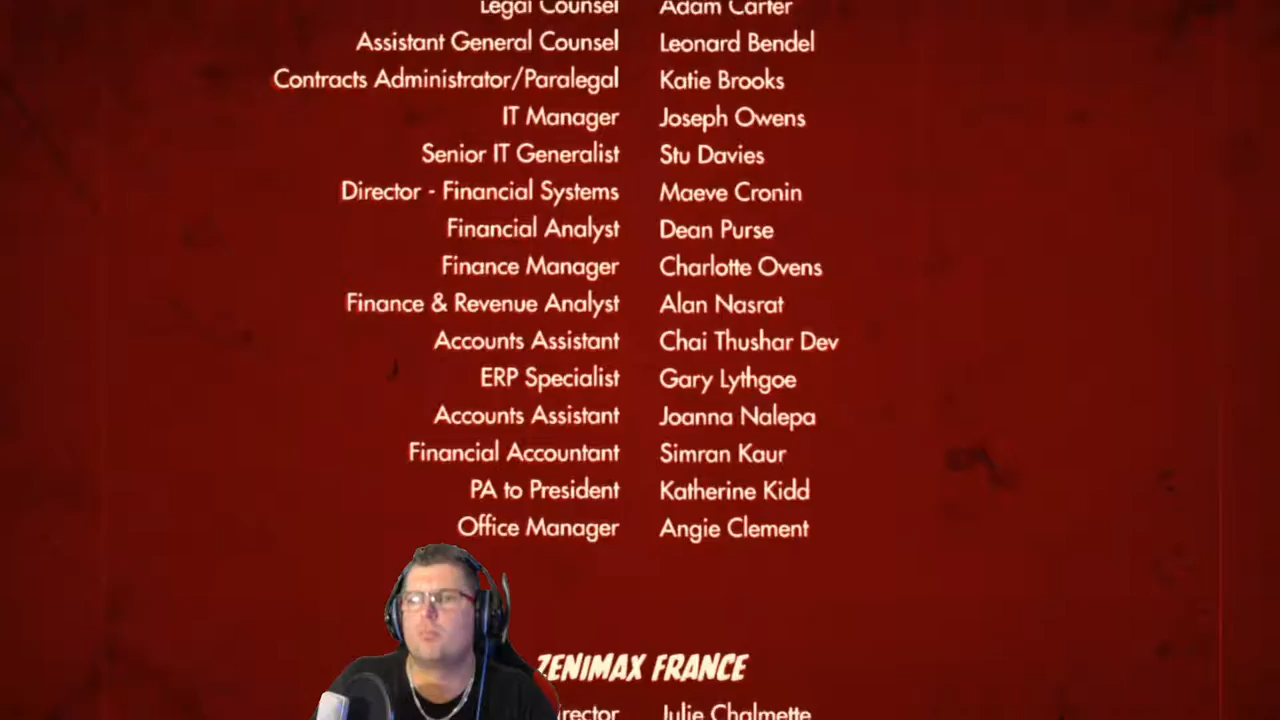 Legal Counsel Adam Carter
Assistant General Counsel Leonard Bendel
Contracts Administrator/Paralegal Katie Brooks
IT Manager Joseph Owens
Senior IT Generalist Stu Davies
Director - Financial Systems Maeve Cronin
Financial Analyst Dean Purse
Finance Manager Charlotte Ovens
Finance & Revenue Analyst Alan Nasrat
Accounts Assistant Chai Thushar Dev
ERP Specialist Gary Lythgoe
Accounts Assistant Joanna Nalepa
Financial Accountant Simran Kaur
PA to President Katherine Kidd
Office Manager Angie Clement
ZENIMAX FRANCE
Julie Chalmette